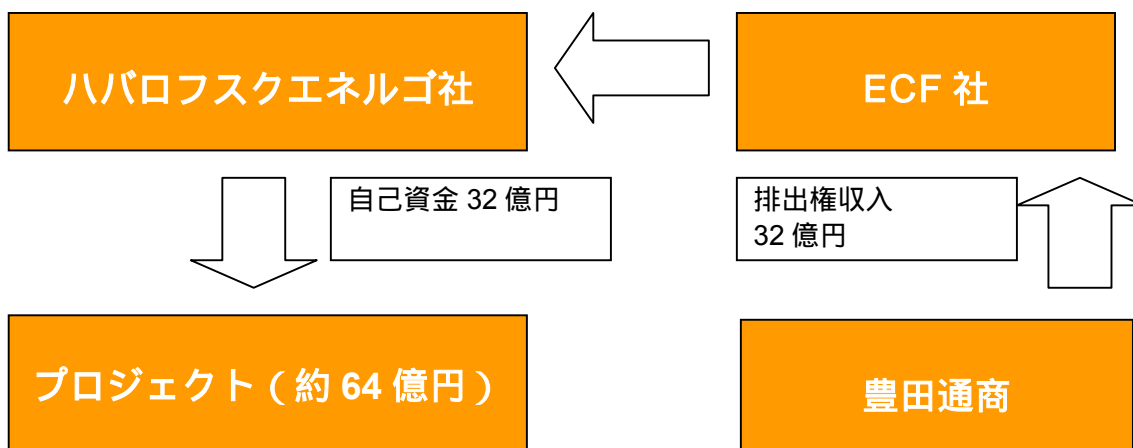 ハバロフスクエネルゴ社
ECF 社
自己資金 32 億円
排出権収入
32 億円
プロジェクト（約 64 億円）
豊田通商